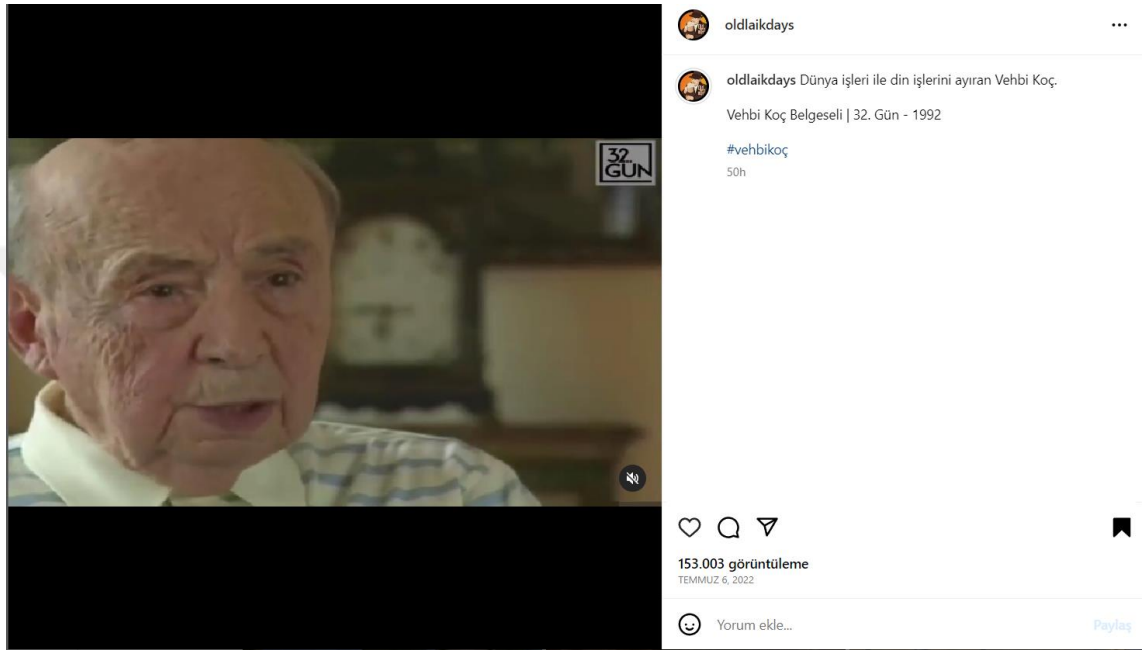 oldlaikdays
oldlaikdays Dünya işleri ile din işlerini ayıran Vehbi Koç.
Vehbi Koç Belgeseli | 32. Gün - 1992
#vehbikoç
50h
32.
GÜN
153.003 görüntüleme
TEMMUZ 6, 2022
Yorum ekle...
Paylaş